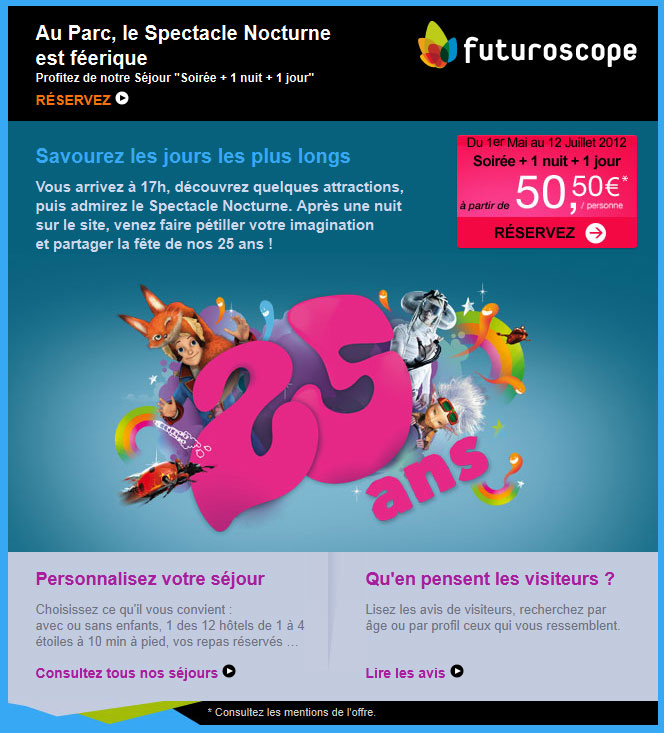 Au Parc, le Spectacle Nocturne
est féerique
Profitez de notre Séjour "Soirée + 1 nuit + 1 jour"
RÉSERVEZ
futuroscope
Savourez les jours les plus longs
Vous arrivez à 17h, découvrez quelques attractions,
puis admirez le Spectacle Nocturne. Après une nuit
sur le site, venez faire pétiller votre imagination
et partager la fête de nos 25 ans !
Du 1er Mai au 12 Juillet 2012
Soirée + 1 nuit + 1 jour
à partir de 50,50€* / personne
RÉSERVEZ
25
ans
Personnalisez votre séjour
Choisissez ce qu'il vous convient :
avec ou sans enfants, 1 des 12 hôtels de 1 à 4
étoiles à 10 min à pied, vos repas réservés ...
Consultez tous nos séjours
Qu'en pensent les visiteurs ?
Lisez les avis de visiteurs, recherchez par
âge ou par profil ceux qui vous ressemblent.
Lire les avis
* Consultez les mentions de l'offre.